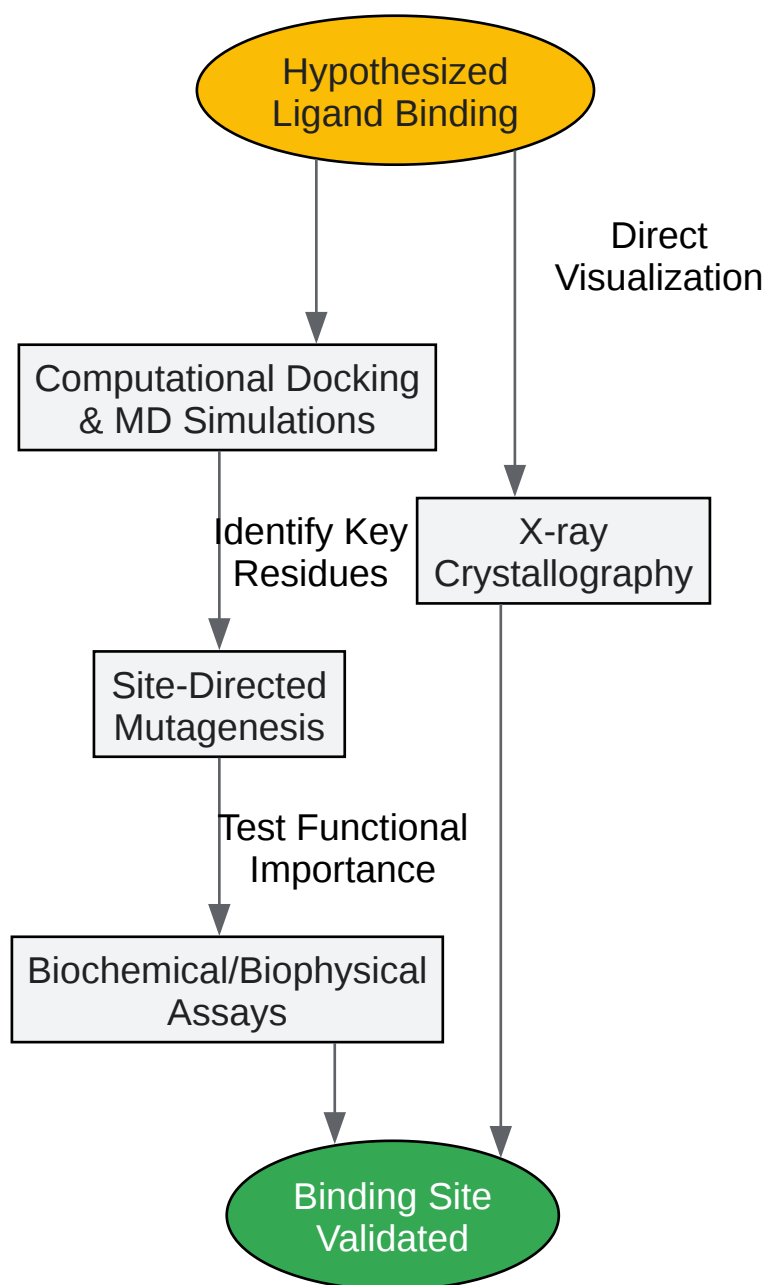 Hypothesized
Ligand Binding
Direct
Visualization
Computational Docking
& MD Simulations
Identify Key
Residues
X-ray
Crystallography
Site-Directed
Mutagenesis
Test Functional
Importance
Biochemical/Biophysical
Assays
Binding Site
Validated